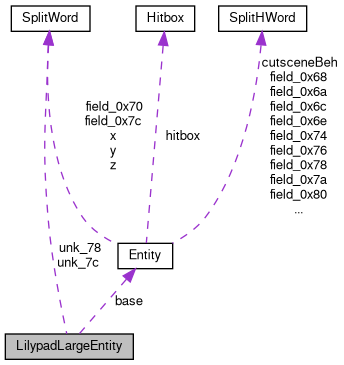 SplitWord
Hitbox
SplitHWord
cutsceneBeh
field_0x68
field_0x6a
field_0x6c
field_0x6e
field_0x74
field_0x76
field_0x78
field_0x7a
field_0x80
...
field_0x70
field_0x7c
x
y
z
hitbox
unk_78
unk_7c
Entity
base
LilypadLargeEntity